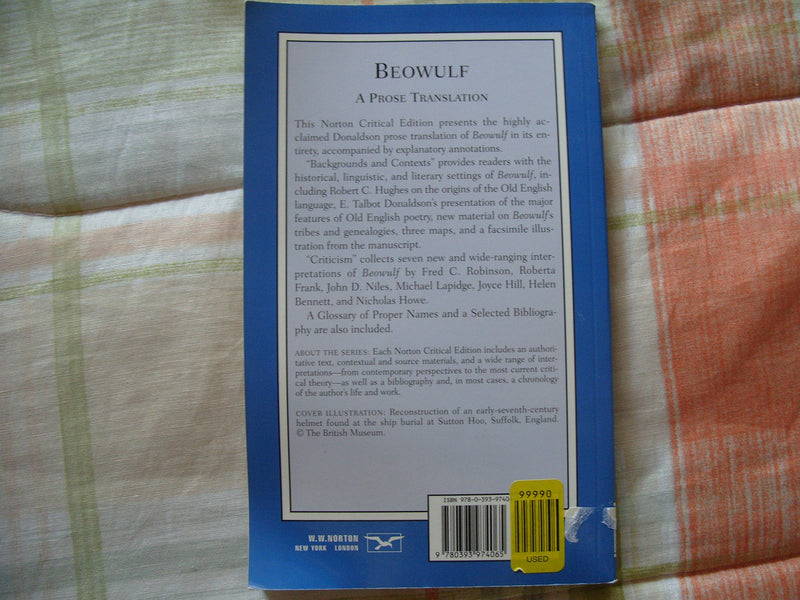 BEOWULF
A PROSE TRANSLATION
This Norton Critical Edition presents the highly ac-
claimed Donaldson prose translation of Beowulf in its en-
tirety, accompanied by explanatory annotations.
"Backgrounds and Contexts" provides readers with the
historical, linguistic, and literary settings of Beowulf, in-
cluding Robert C. Hughes on the origins of the Old English
language, E. Talbot Donaldson's presentation of the major
features of Old English poetry, new material on Beowulf's
tribes and genealogies, three maps, and a facsimile illus-
tration from the manuscript.
"Criticism" collects seven new and wide-ranging inter-
pretations of Beowulf by Fred C. Robinson, Roberta
Frank, John D. Niles, Michael Lapidge, Joyce Hill, Helen
Bennett, and Nicholas Howe.
A Glossary of Proper Names and a Selected Bibliogra-
phy are also included.
ABOUT THE SERIES: Each Norton Critical Edition includes an authori-
tative text, contextual and source materials, and a wide range of inter-
pretations—from contemporary perspectives to the most current criti-
cal theory—as well as a bibliography and, in most cases, a chronology
of the author's life and work.
COVER ILLUSTRATION: Reconstruction of an early-seventh-century
helmet found at the ship burial at Sutton Hoo, Suffolk, England.
© The British Museum.
ISBN 978-0-393-9740
99990
USED
9 780393 974065
W.W.NORTON
NEW YORK LONDON